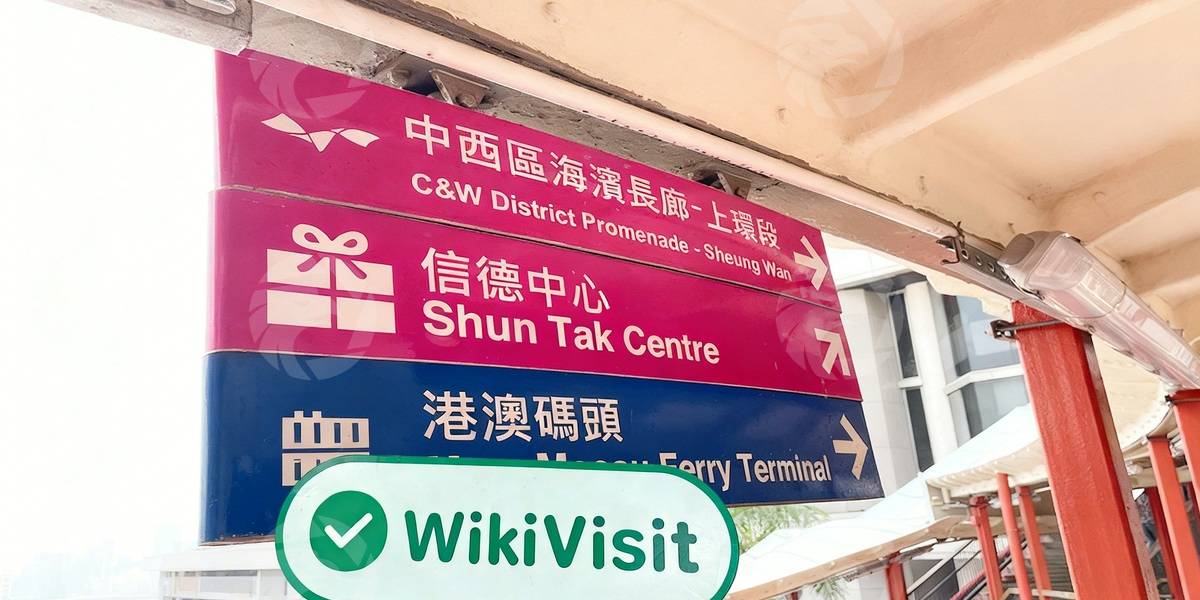 中西區海濱長廊-上環段
C&W District Promenade - Sheung Wan
信德中心
Shun Tak Centre
港澳碼頭
Macau Ferry Terminal
WikiVisit